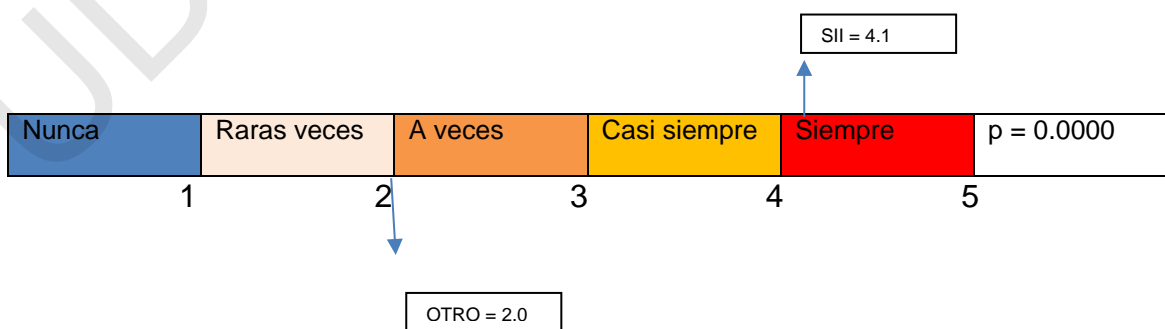 SII = 4.1
Nunca Raras veces A veces Casi siempre Siempre p = 0.0000
1 2 3 4 5
OTRO = 2.0